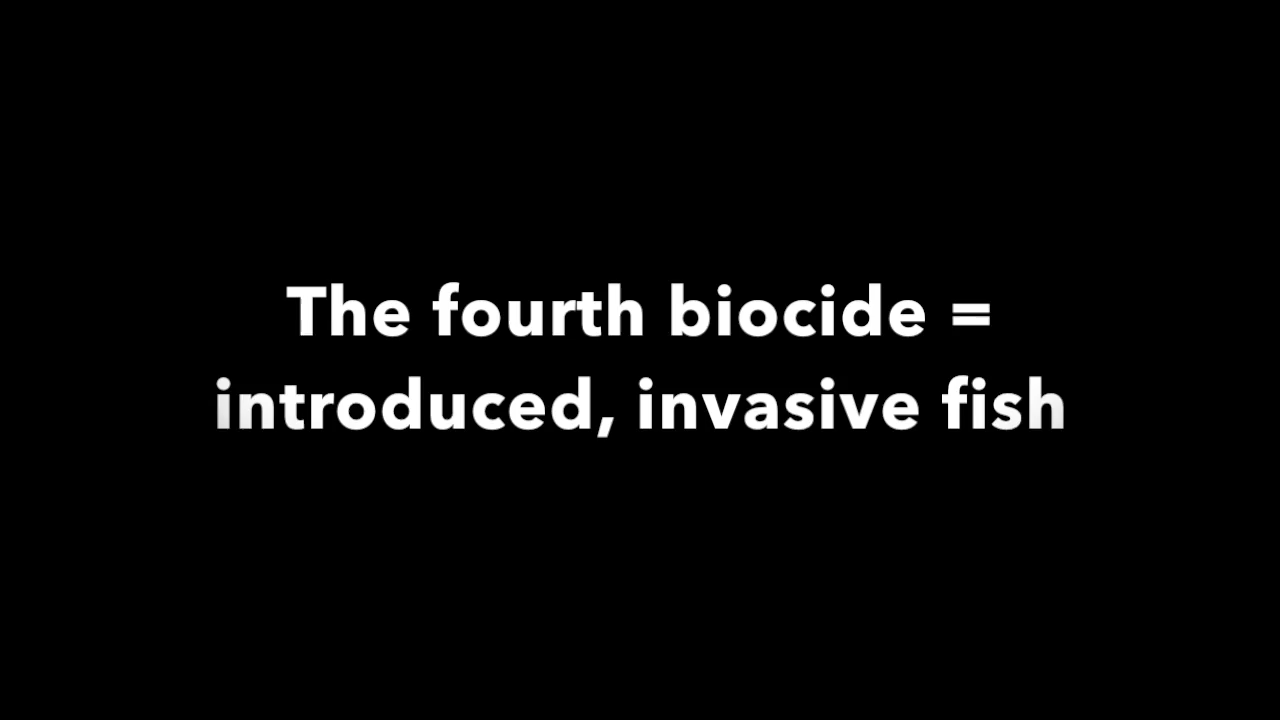 The fourth biocide =
introduced, invasive fish